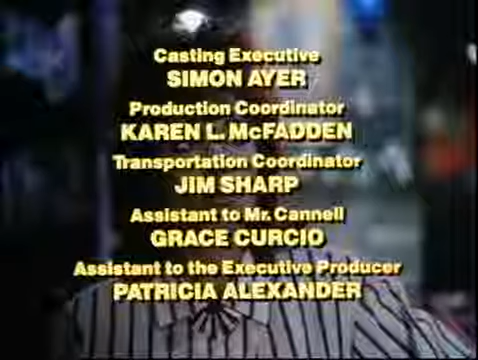 Casting Executive
SIMON AYER
Production Coordinator
KAREN L. McFADDEN
Transportation Coordinator
JIM SHARP
Assistant to Mr. Cannell
GRACE CURCIO
Assistant to the Executive Producer
PATRICIA ALEXANDER